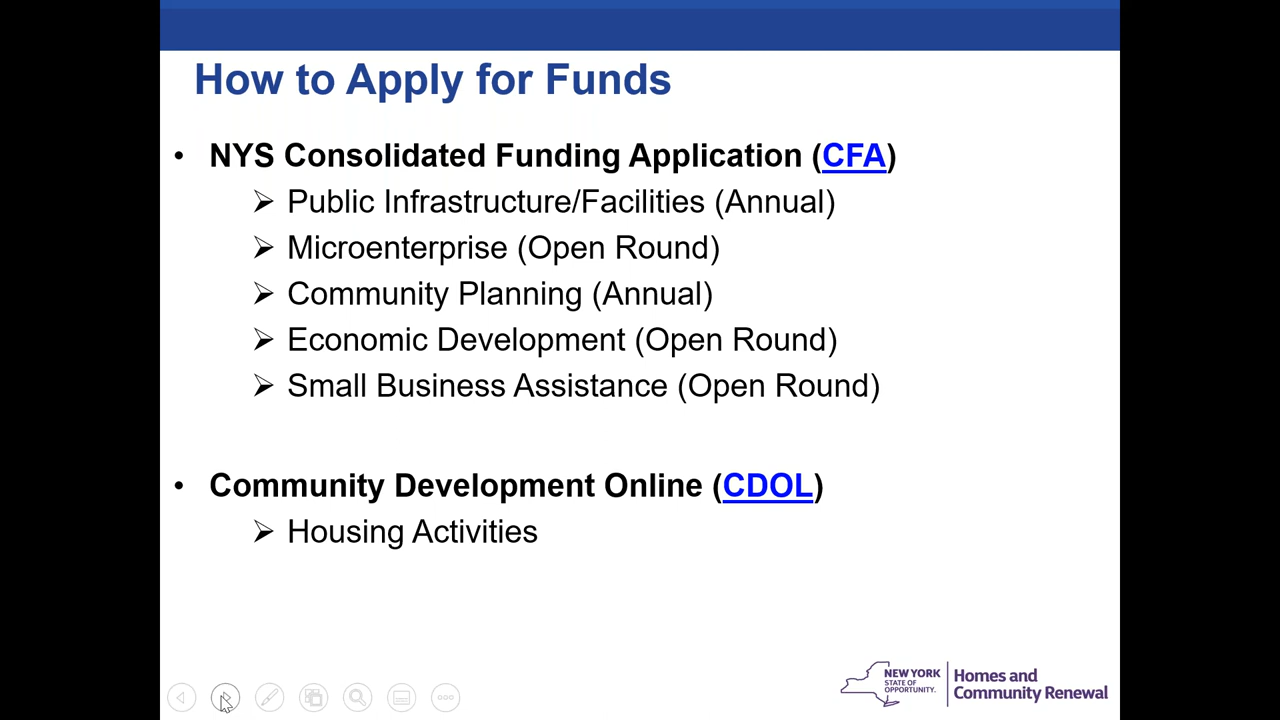 How to Apply for Funds
• NYS Consolidated Funding Application (CFA)
➢ Public Infrastructure/Facilities (Annual)
➢ Microenterprise (Open Round)
➢ Community Planning (Annual)
➢ Economic Development (Open Round)
➢ Small Business Assistance (Open Round)
• Community Development Online (CDOL)
➢ Housing Activities
NEW YORK
STATE OF
OPPORTUNITY.
Homes and
Community Renewal